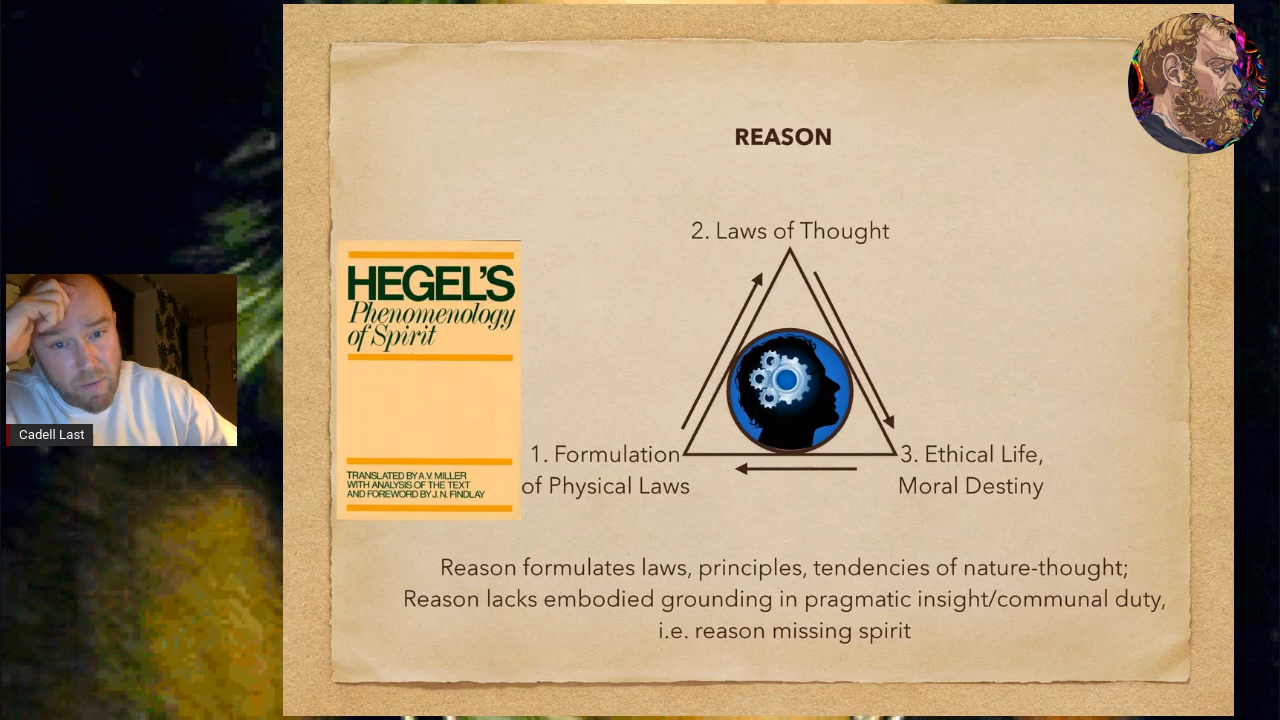 REASON
2. Laws of Thought
HEGEL'S
Phenomenology
of Spirit
TRANSLATED BY A.V. MILLER
WITH ANALYSIS OF THE TEXT
AND FOREWORD BY J. N. FINDLAY
Cadell Last
1. Formulation
of Physical Laws
3. Ethical Life,
Moral Destiny
Reason formulates laws, principles, tendencies of nature-thought;
Reason lacks embodied grounding in pragmatic insight/communal duty,
i.e. reason missing spirit